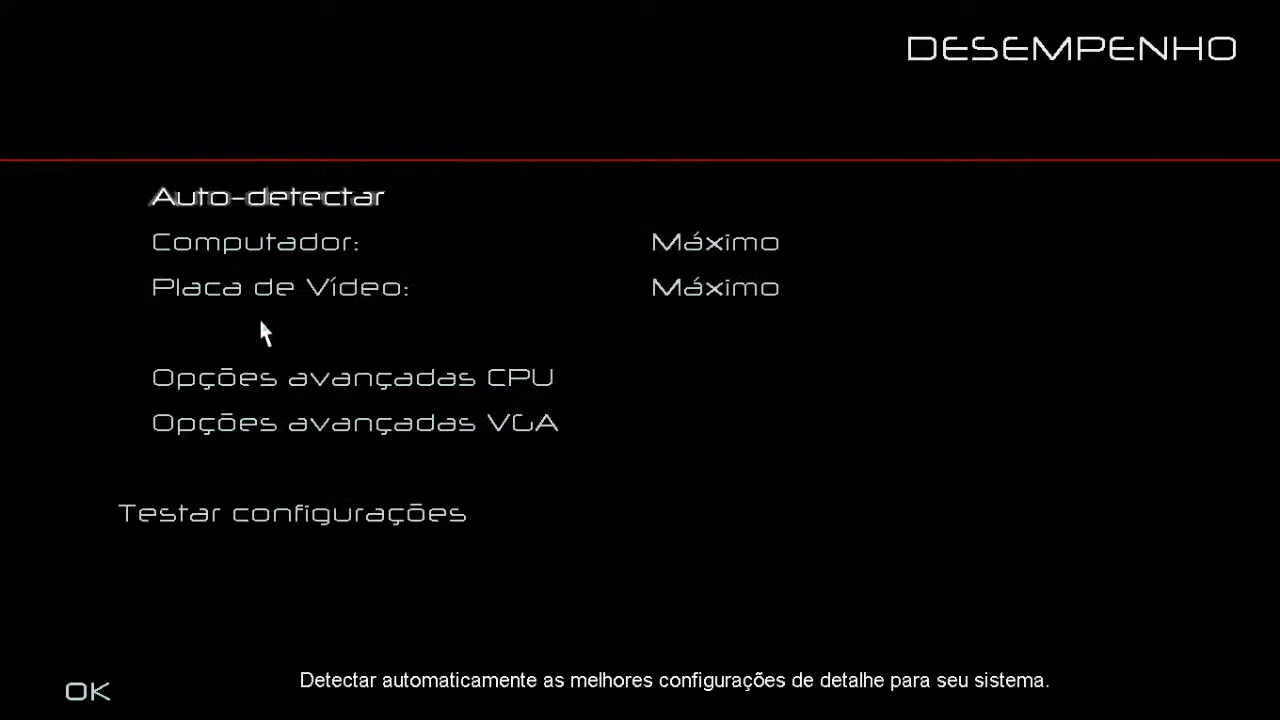 DESEMPENHO
Auto-detectar
Computador: Máximo
Placa de Vídeo: Máximo
Opções avançadas CPU
Opções avançadas VGA
Testar configurações
OK
Detectar automaticamente as melhores configurações de detalhe para seu sistema.